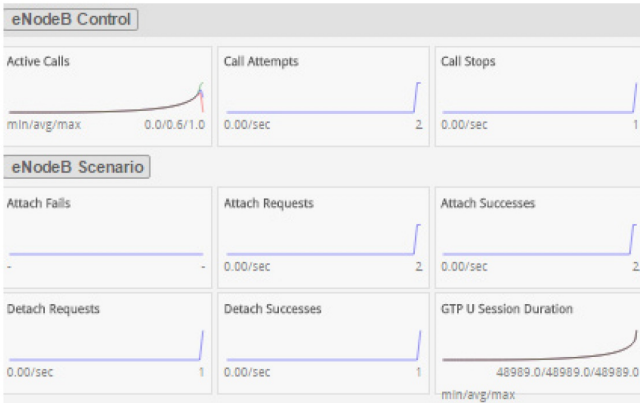 eNodeB Control
Active Calls
min/avg/max 0.0/0.6/1.0
Call Attempts
0.00/sec 2
Call Stops
0.00/sec 1
eNodeB Scenario
Attach Fails
- -
Attach Requests
0.00/sec 2
Attach Successes
0.00/sec 2
Detach Requests
0.00/sec 1
Detach Successes
0.00/sec 1
GTP U Session Duration
48989.0/48989.0/48989.0
min/avg/max